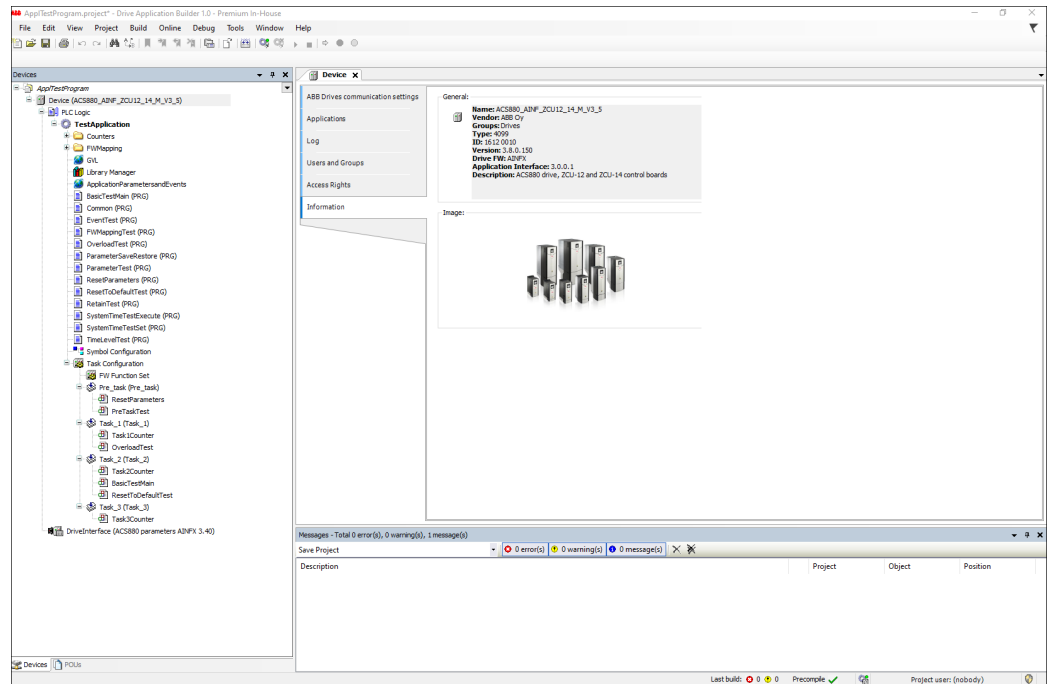 ABB ApplTestProgram.project* - Drive Application Builder 1.0 - Premium In-House
File Edit View Project Build Online Debug Tools Window Help
Devices
ApplTestProgram
Device (ACS880_AINF_ZCU12_14_M_V3_5)
PLC Logic
TestApplication
Counters
FWMapping
GVL
Library Manager
ApplicationParametersandEvents
BasicTestMain (PRG)
Common (PRG)
EventTest (PRG)
FWMappingTest (PRG)
OverloadTest (PRG)
ParameterSaveRestore (PRG)
ParameterTest (PRG)
ResetParameters (PRG)
ResetToDefaultTest (PRG)
RetainTest (PRG)
SystemTimeTestExecute (PRG)
SystemTimeTestSet (PRG)
TimeLevelTest (PRG)
Symbol Configuration
Task Configuration
FW Function Set
Pre_task (Pre_task)
ResetParameters
PreTaskTest
Task_1 (Task_1)
Task1Counter
OverloadTest
Task_2 (Task_2)
Task2Counter
BasicTestMain
ResetToDefaultTest
Task_3 (Task_3)
Task3Counter
DriveInterface (ACS880 parameters AINFX 3.40)
Devices POUs
Device
ABB Drives communication settings
Applications
Log
Users and Groups
Access Rights
Information
General:
Name: ACS880_AINF_ZCU12_14_M_V3_5
Vendor: ABB Oy
Groups: Drives
Type: 4099
ID: 1612 0010
Version: 3.8.0.150
Drive FW: AINFX
Application Interface: 3.0.0.1
Description: ACS880 drive, ZCU-12 and ZCU-14 control boards
Image:
Messages - Total 0 error(s), 0 warning(s), 1 message(s)
Save Project 0 error(s) 0 warning(s) 0 message(s)
Description Project Object Position
Last build: 0 0 Precompile Project user: (nobody)